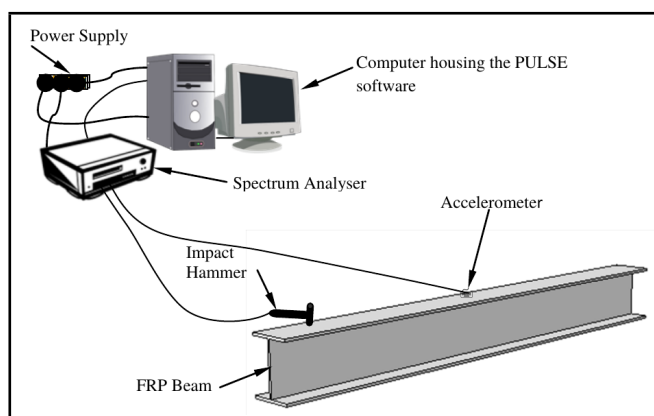 Power Supply
Computer housing the PULSE
software
Spectrum Analyser
Accelerometer
Impact
Hammer
FRP Beam